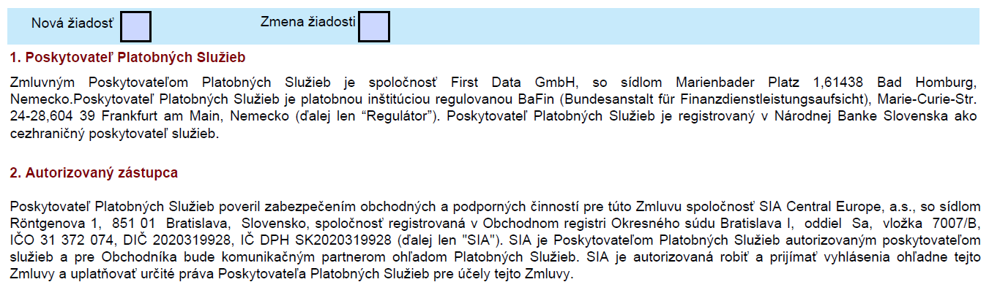 Nová žiadosť Zmena žiadosti
1. Poskytovateľ Platobných Služieb
Zmluvným Poskytovateľom Platobných Služieb je spoločnosť First Data GmbH, so sídlom Marienbader Platz 1,61438 Bad Homburg,
Nemecko.Poskytovateľ Platobných Služieb je platobnou inštitúciou regulovanou BaFin (Bundesanstalt für Finanzdienstleistungsaufsicht), Marie-Curie-Str.
24-28,604 39 Frankfurt am Main, Nemecko (ďalej len “Regulátor”). Poskytovateľ Platobných Služieb je registrovaný v Národnej Banke Slovenska ako
cezhraničný poskytovateľ služieb.
2. Autorizovaný zástupca
Poskytovateľ Platobných Služieb poveril zabezpečením obchodných a podporných činností pre túto Zmluvu spoločnosť SIA Central Europe, a.s., so sídlom
Röntgenova 1, 851 01 Bratislava, Slovensko, spoločnosť registrovaná v Obchodnom registri Okresného súdu Bratislava I, oddiel Sa, vložka 7007/B,
IČO 31 372 074, DIČ 2020319928, IČ DPH SK2020319928 (ďalej len "SIA"). SIA je Poskytovateľom Platobných Služieb autorizovaným poskytovateľom
služieb a pre Obchodníka bude komunikačným partnerom ohľadom Platobných Služieb. SIA je autorizovaná robiť a prijímať vyhlásenia ohľadne tejto
Zmluvy a uplatňovať určité práva Poskytovateľa Platobných Služieb pre účely tejto Zmluvy.